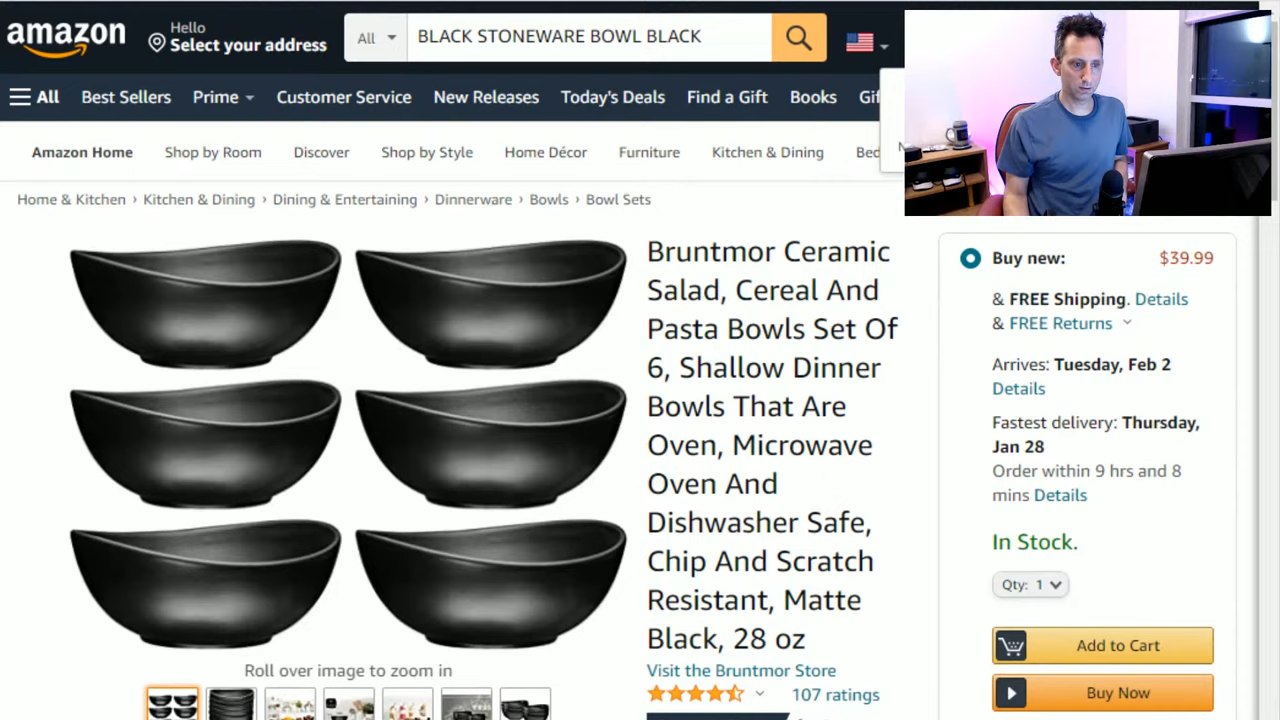 amazon
Hello
Select your address
All
BLACK STONEWARE BOWL BLACK
All
Best Sellers
Prime
Customer Service
New Releases
Today's Deals
Find a Gift
Books
Amazon Home
Shop by Room
Discover
Shop by Style
Home Décor
Furniture
Kitchen & Dining
Home & Kitchen › Kitchen & Dining › Dining & Entertaining › Dinnerware › Bowls › Bowl Sets
Roll over image to zoom in
Bruntmor Ceramic
Salad, Cereal And
Pasta Bowls Set Of
6, Shallow Dinner
Bowls That Are
Oven, Microwave
Oven And
Dishwasher Safe,
Chip And Scratch
Resistant, Matte
Black, 28 oz
Visit the Bruntmor Store
107 ratings
Buy new: $39.99
& FREE Shipping. Details
& FREE Returns
Arrives: Tuesday, Feb 2
Details
Fastest delivery: Thursday,
Jan 28
Order within 9 hrs and 8
mins Details
In Stock.
Qty: 1
Add to Cart
Buy Now